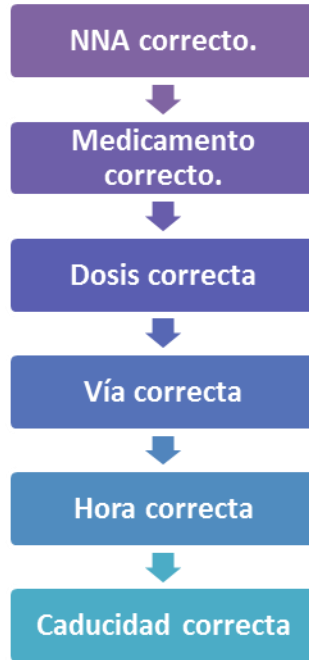 NNA correcto.
Medicamento
correcto.
Dosis correcta
Vía correcta
Hora correcta
Caducidad correcta